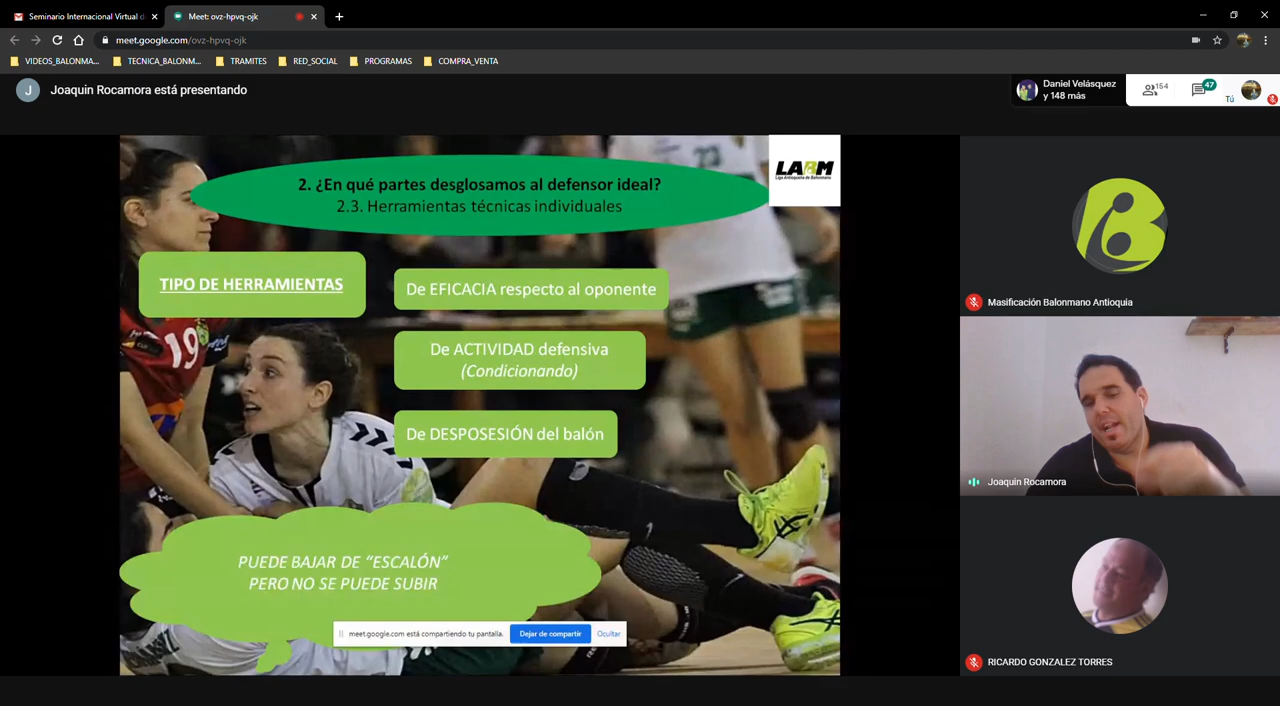 Seminario Internacional Virtual d
Meet: ovz-hpvq-ojk
meet.google.com/ovz-hpvq-ojk
VIDEOS_BALONMA...
TECNICA_BALONM...
TRAMITES
RED_SOCIAL
PROGRAMAS
COMPRA_VENTA
J
Joaquin Rocamora está presentando
Daniel Velásquez
y 148 más
154
47
Tú
2. ¿En qué partes desglosamos al defensor ideal?
2.3. Herramientas técnicas individuales
LABM
Liga Antioqueña de Balonmano
23
TIPO DE HERRAMIENTAS
De EFICACIA respecto al oponente
De ACTIVIDAD defensiva
(Condicionando)
De DESPOSESIÓN del balón
19
PUEDE BAJAR DE “ESCALÓN”
PERO NO SE PUEDE SUBIR
meet.google.com está compartiendo tu pantalla.
Dejar de compartir
Ocultar
Masificación Balonmano Antioquia
Joaquin Rocamora
RICARDO GONZALEZ TORRES